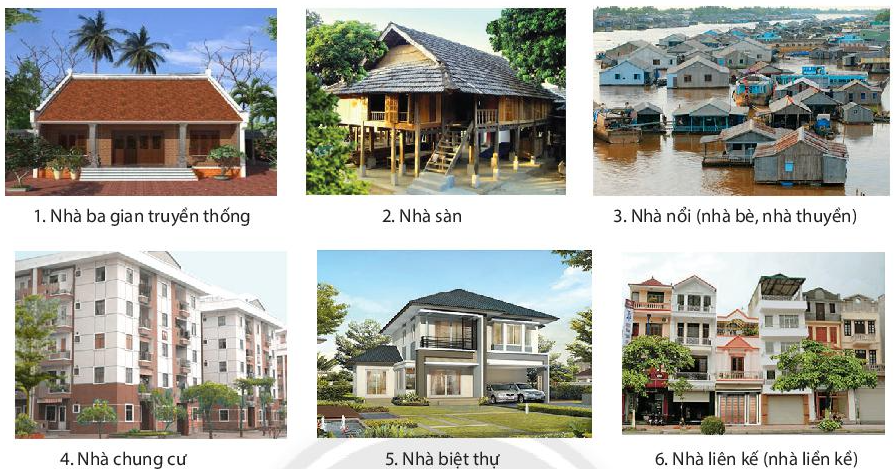 1. Nhà ba gian truyền thống
2. Nhà sàn
3. Nhà nổi (nhà bè, nhà thuyền)
4. Nhà chung cư
5. Nhà biệt thự
6. Nhà liên kế (nhà liền kề)